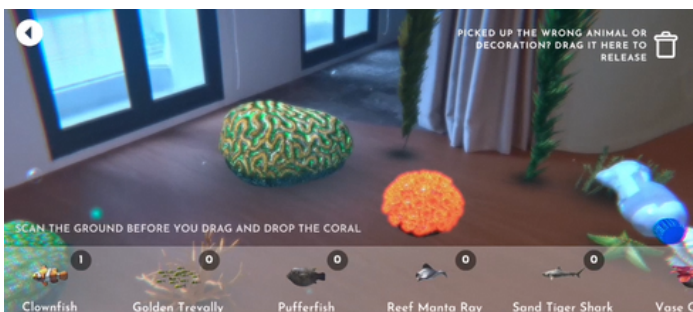 PICKED UP THE WRONG ANIMAL OR
DECORATION? DRAG IT HERE TO
RELEASE
SCAN THE GROUND BEFORE YOU DRAG AND DROP THE CORAL
1
0
0
0
0
Clownfish
Golden Trevally
Pufferfish
Reef Manta Ray
Sand Tiger Shark
Vase